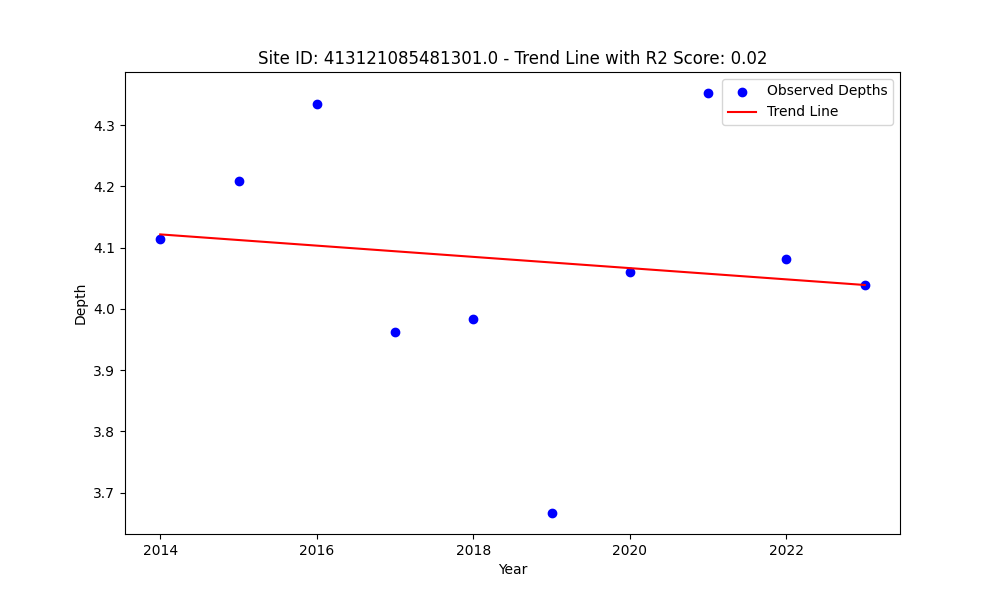 Site ID: 413121085481301.0 - Trend Line with R2 Score: 0.02
Observed Depths
Trend Line
4.3
4.2
4.1
4.0
3.9
3.8
3.7
Depth
2014
2016
2018
2020
2022
Year